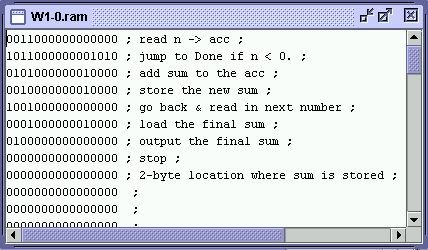 W1-0.ram
0011000000000000 ; read n -> acc ;
1011000000001010 ; jump to Done if n < 0. ;
0101000000010000 ; add sum to the acc ;
0001000000010000 ; store the new sum ;
1001000000000000 ; go back & read in next number ;
0001000000010000 ; load the final sum ;
0100000000000000 ; output the final sum ;
0000000000000000 ; stop ;
0000000000000000 ; 2-byte location where sum is stored ;
0000000000000000 ;
0000000000000000 ;
0000000000000000 ;